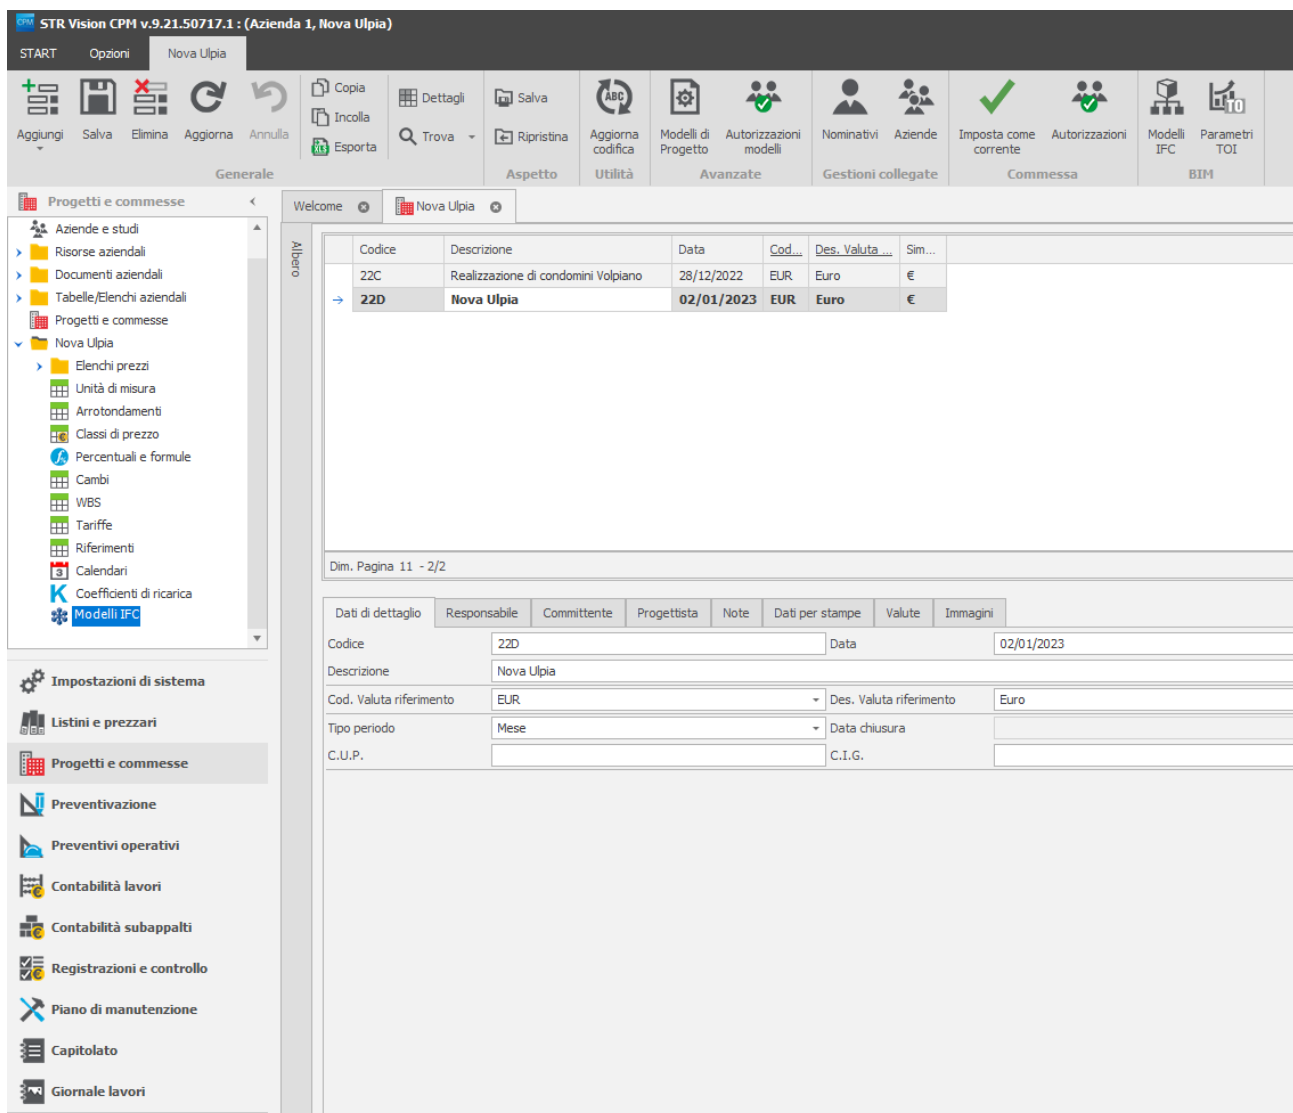 STR Vision CPM v.9.21.50717.1 : (Azienda 1, Nova Ulpia)
START Opzioni Nova Ulpia
Aggiungi Salva Elimina Aggiorna Annulla
Copia
Incolla
Esporta
Dettagli
Trova
Salva
Ripristina
Aggiorna codifica
Modelli di Progetto
Autorizzazioni modelli
Nominativi Aziende
Imposta come corrente
Autorizzazioni
Modelli IFC
Parametri TOI
Generale Aspetto Utilità Avanzate Gestioni collegate Commessa BIM
Progetti e commesse
Aziende e studi
Risorse aziendali
Documenti aziendali
Tabelle/Elenchi aziendali
Progetti e commesse
Nova Ulpia
Elenchi prezzi
Unità di misura
Arrotondamenti
Classi di prezzo
Percentuali e formule
Cambi
WBS
Tariffe
Riferimenti
Calendari
Coefficienti di ricarica
Modelli IFC
Impostazioni di sistema
Listini e prezzari
Progetti e commesse
Preventivazione
Preventivi operativi
Contabilità lavori
Contabilità subappalti
Registrazioni e controllo
Piano di manutenzione
Capitolato
Giornale lavori
Welcome Nova Ulpia
Albero
Codice Descrizione Data Cod... Des. Valuta ... Sim...
22C Realizzazione di condomini Volpiano 28/12/2022 EUR Euro €
22D Nova Ulpia 02/01/2023 EUR Euro €
Dim. Pagina 11 - 2/2
Dati di dettaglio Responsabile Committente Progettista Note Dati per stampe Valute Immagini
Codice 22D Data 02/01/2023
Descrizione Nova Ulpia
Cod. Valuta riferimento EUR Des. Valuta riferimento Euro
Tipo periodo Mese Data chiusura
C.U.P. C.I.G.